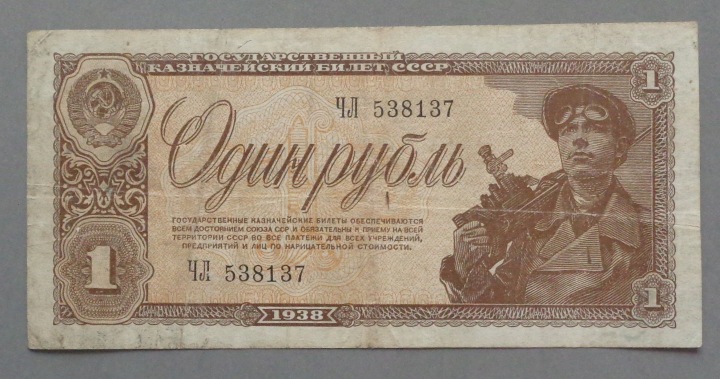 ГОСУДАРСТВЕННЫЙ
КАЗНАЧЕЙСКИЙ БИЛЕТ СССР
1
ЧЛ 538137
Один рубль
ГОСУДАРСТВЕННЫЕ КАЗНАЧЕЙСКИЕ БИЛЕТЫ ОБЕСПЕЧИВАЮТСЯ
ВСЕМ ДОСТОЯНИЕМ СОЮЗА ССР И ОБЯЗАТЕЛЬНЫ К ПРИЕМУ НА ВСЕЙ
ТЕРРИТОРИИ СССР ВО ВСЕ ПЛАТЕЖИ ДЛЯ ВСЕХ УЧРЕЖДЕНИЙ,
ПРЕДПРИЯТИЙ И ЛИЦ ПО НАРИЦАТЕЛЬНОЙ СТОИМОСТИ.
1
ЧЛ 538137
1
1938